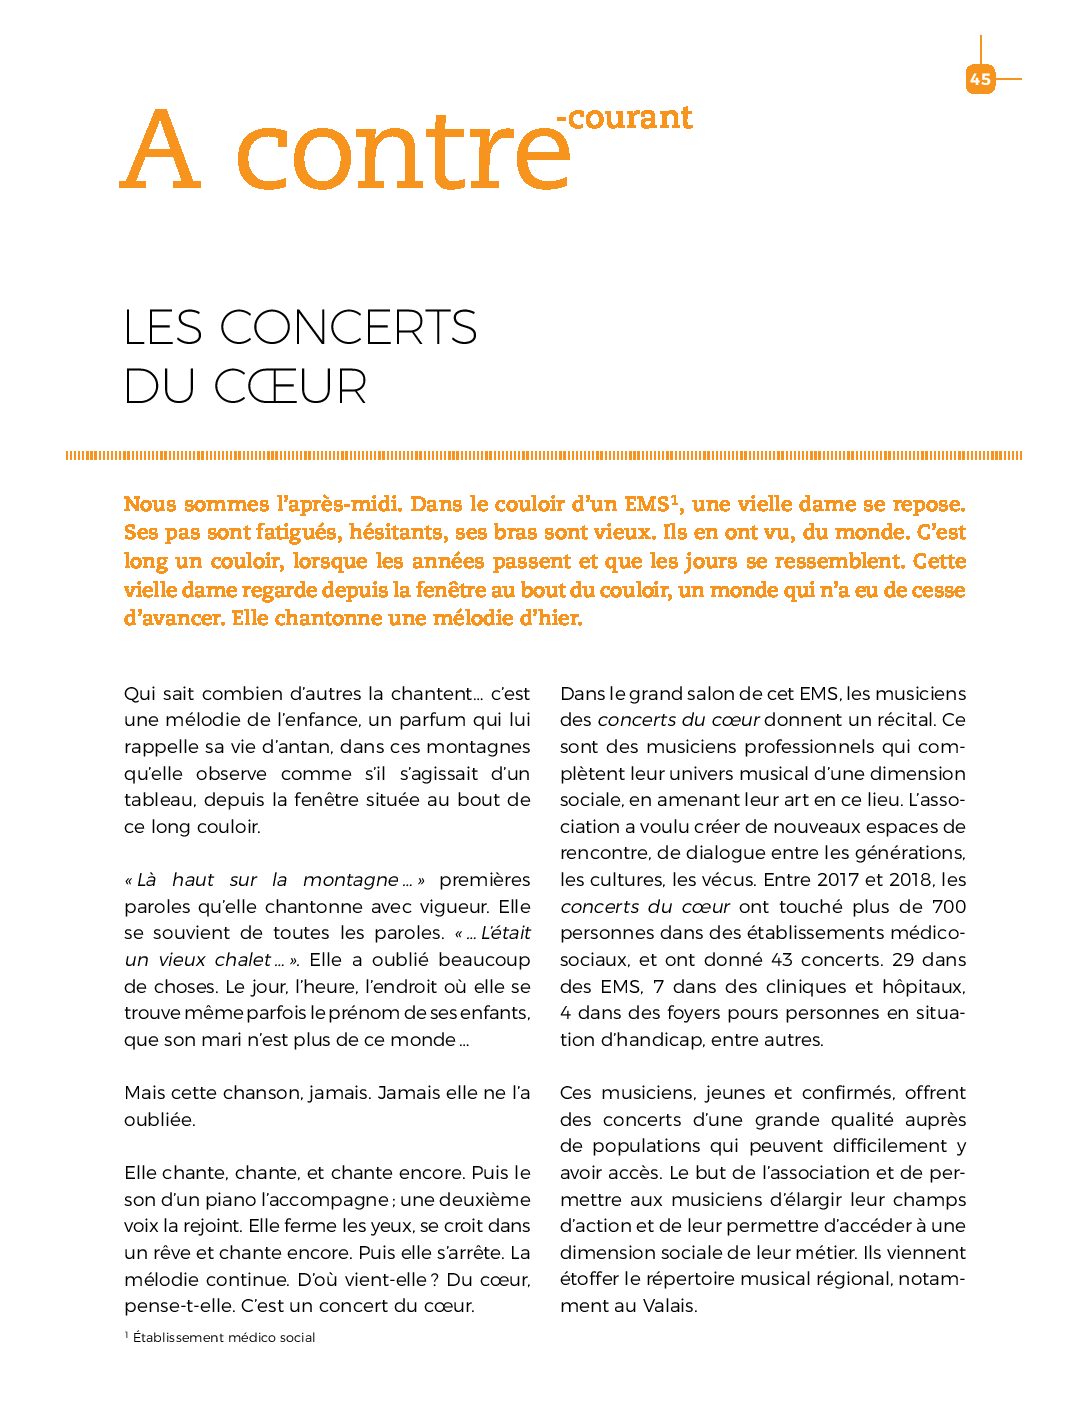 45
A contre-courant
LES CONCERTS
DU CŒUR
Nous sommes l’après-midi. Dans le couloir d’un EMS¹, une vielle dame se repose.
Ses pas sont fatigués, hésitants, ses bras sont vieux. Ils en ont vu, du monde. C’est
long un couloir, lorsque les années passent et que les jours se ressemblent. Cette
vielle dame regarde depuis la fenêtre au bout du couloir, un monde qui n’a eu de cesse
d’avancer. Elle chantonne une mélodie d’hier.
Qui sait combien d’autres la chantent... c’est
une mélodie de l’enfance, un parfum qui lui
rappelle sa vie d’antan, dans ces montagnes
qu’elle observe comme s’il s’agissait d’un
tableau, depuis la fenêtre située au bout de
ce long couloir.
« Là haut sur la montagne ... » premières
paroles qu’elle chantonne avec vigueur. Elle
se souvient de toutes les paroles. « ... L’était
un vieux chalet ... ». Elle a oublié beaucoup
de choses. Le jour, l’heure, l’endroit où elle se
trouve même parfois le prénom de ses enfants,
que son mari n’est plus de ce monde ...
Mais cette chanson, jamais. Jamais elle ne l’a
oubliée.
Elle chante, chante, et chante encore. Puis le
son d’un piano l’accompagne ; une deuxième
voix la rejoint. Elle ferme les yeux, se croit dans
un rêve et chante encore. Puis elle s’arrête. La
mélodie continue. D’où vient-elle ? Du cœur,
pense-t-elle. C’est un concert du cœur.
¹ Établissement médico social
Dans le grand salon de cet EMS, les musiciens
des concerts du cœur donnent un récital. Ce
sont des musiciens professionnels qui com-
plètent leur univers musical d’une dimension
sociale, en amenant leur art en ce lieu. L’asso-
ciation a voulu créer de nouveaux espaces de
rencontre, de dialogue entre les générations,
les cultures, les vécus. Entre 2017 et 2018, les
concerts du cœur ont touché plus de 700
personnes dans des établissements médico-
sociaux, et ont donné 43 concerts. 29 dans
des EMS, 7 dans des cliniques et hôpitaux,
4 dans des foyers pours personnes en situa-
tion d’handicap, entre autres.
Ces musiciens, jeunes et confirmés, offrent
des concerts d’une grande qualité auprès
de populations qui peuvent difficilement y
avoir accès. Le but de l’association et de per-
mettre aux musiciens d’élargir leur champs
d’action et de leur permettre d’accéder à une
dimension sociale de leur métier. Ils viennent
étoffer le répertoire musical régional, notam-
ment au Valais.